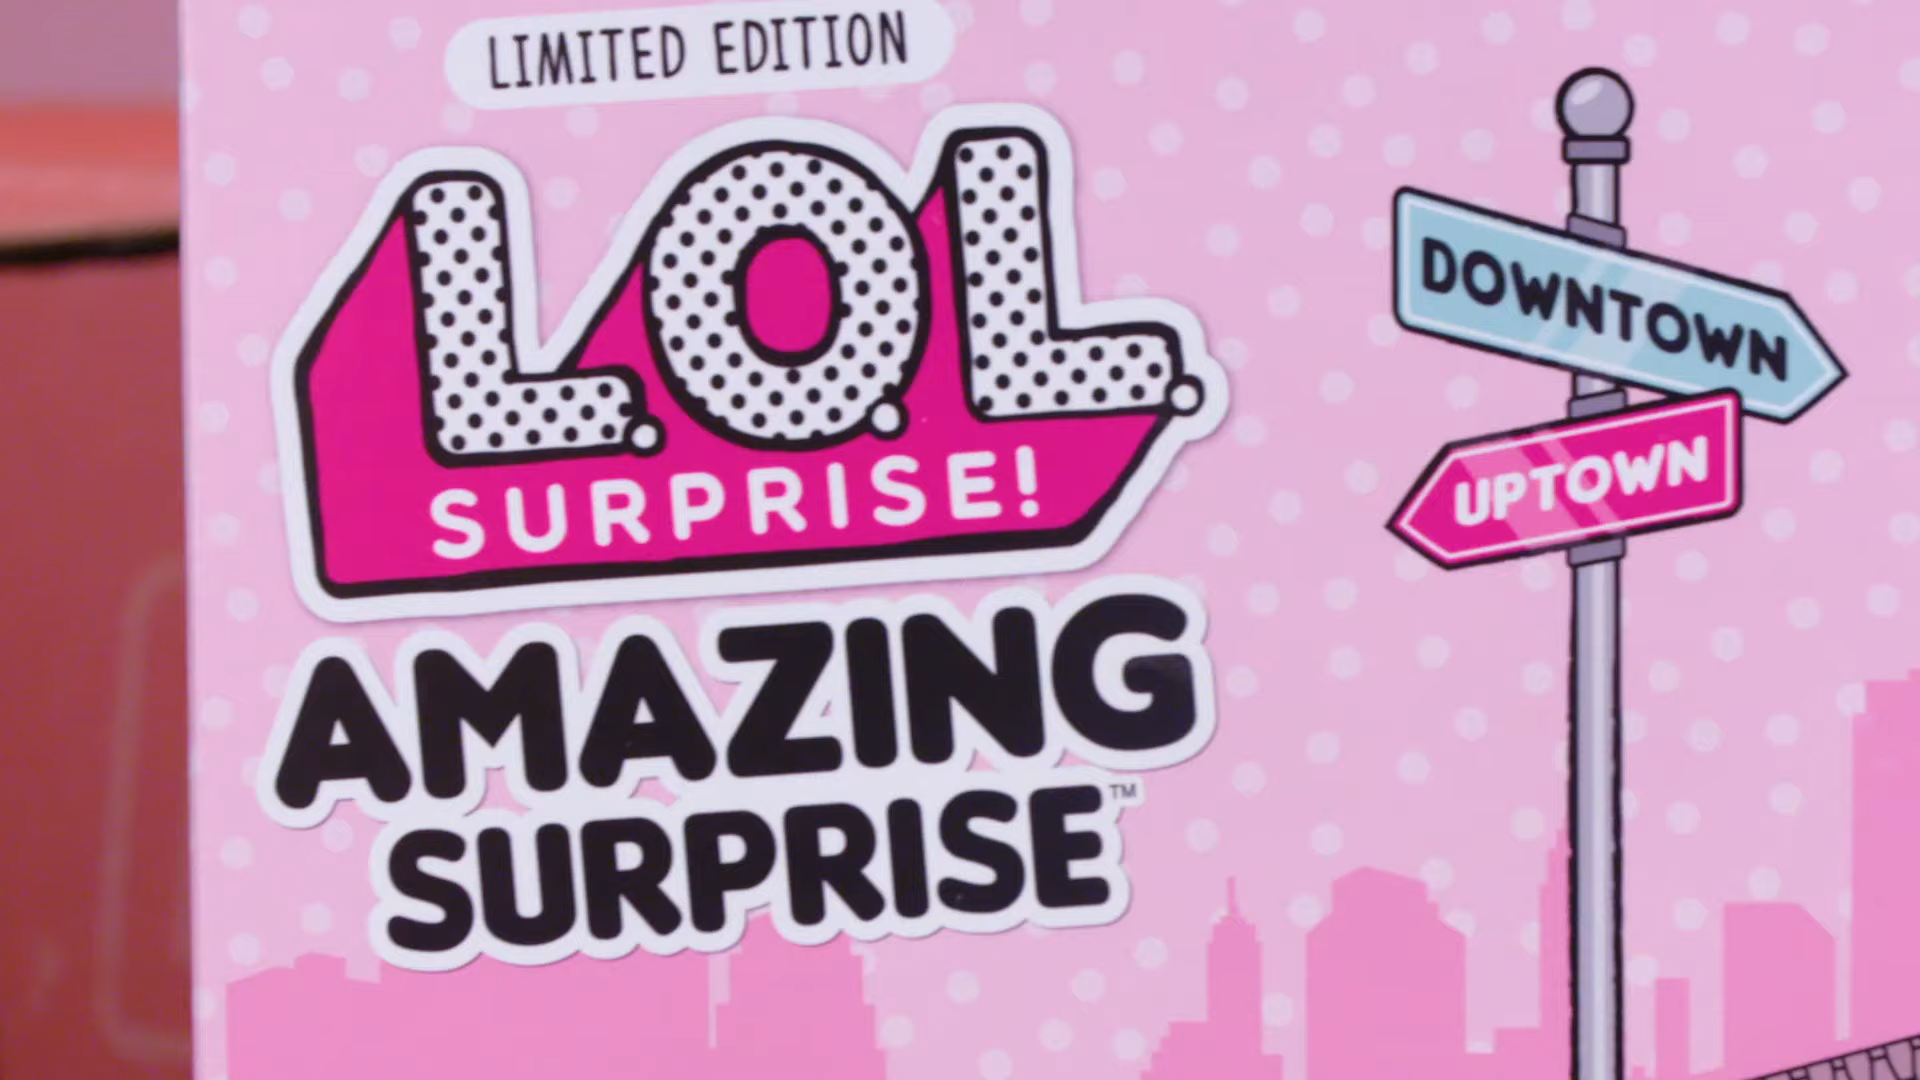 LIMITED EDITION
L.O.L.
SURPRISE!
AMAZING
SURPRISE™
DOWNTOWN
UPTOWN